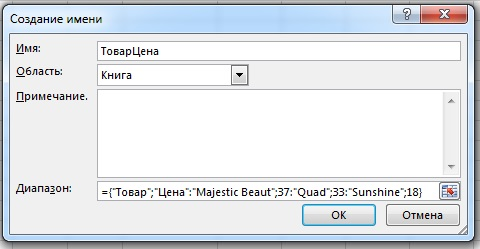 Создание имени
?
Имя:
ТоварЦена
Область:
Книга
Примечание.
Диапазон:
={"Товар";"Цена":"Majestic Beaut";37:"Quad";33:"Sunshine";18}
ОК
Отмена